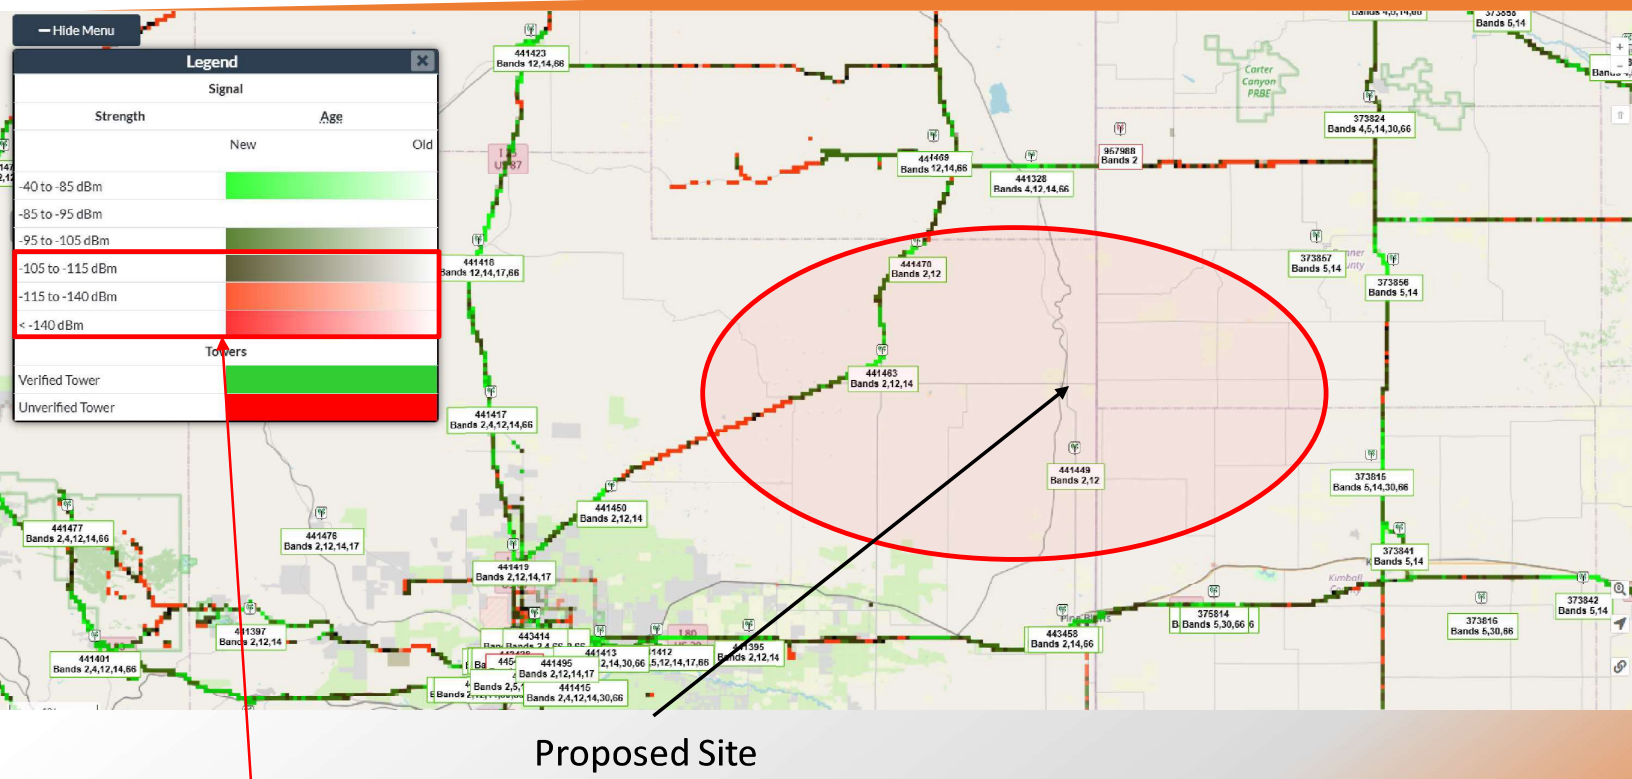 Hide Menu
Legend
Signal
Strength
Age
New
Old
-40 to -85 dBm
-85 to -95 dBm
-95 to -105 dBm
-105 to -115 dBm
-115 to -140 dBm
< -140 dBm
Towers
Verified Tower
Unverified Tower
441423
Bands 12,14,66
Bands 5,14
Carter
Canyon
PRBE
373824
Bands 4,5,14,30,66
441469
Bands 12,14,66
441328
Bands 4,12,14,66
957988
Bands 2
441418
Bands 12,14,17,66
441470
Bands 2,12
373857
Bands 5,14
373856
Bands 5,14
441463
Bands 2,12,14
441417
Bands 2,4,12,14,66
441449
Bands 2,12
373815
Bands 5,14,30,66
441450
Bands 2,12,14
441477
Bands 2,4,12,14,66
441476
Bands 2,12,14,17
441419
Bands 2,12,14,17
373841
Bands 5,14
Kimball
373842
Bands 5,14
375814
Bands 5,30,66
373816
Bands 5,30,66
441397
Bands 2,12,14
443458
Bands 2,14,66
443414
441395
Bands 2,12,14
441401
Bands 2,4,12,14,66
441413
441495
Bands 2,12,14,17
441415
Bands 2,4,12,14,30,66
I 80
Proposed Site